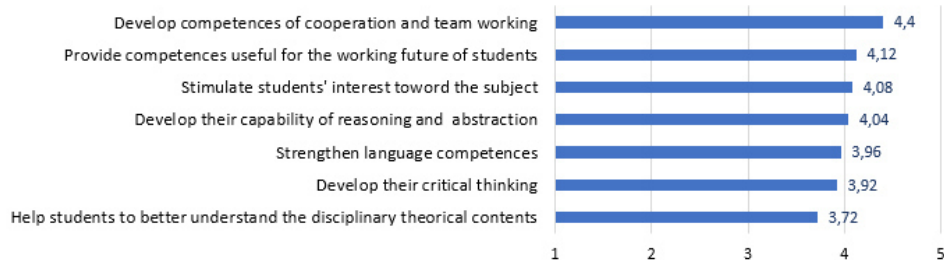 Develop competences of cooperation and team working 4,4
Provide competences useful for the working future of students 4,12
Stimulate students' interest toword the subject 4,08
Develop their capability of reasoning and abstraction 4,04
Strengthen language competences 3,96
Develop their critical thinking 3,92
Help students to better understand the disciplinary theorical contents 3,72
1 2 3 4 5